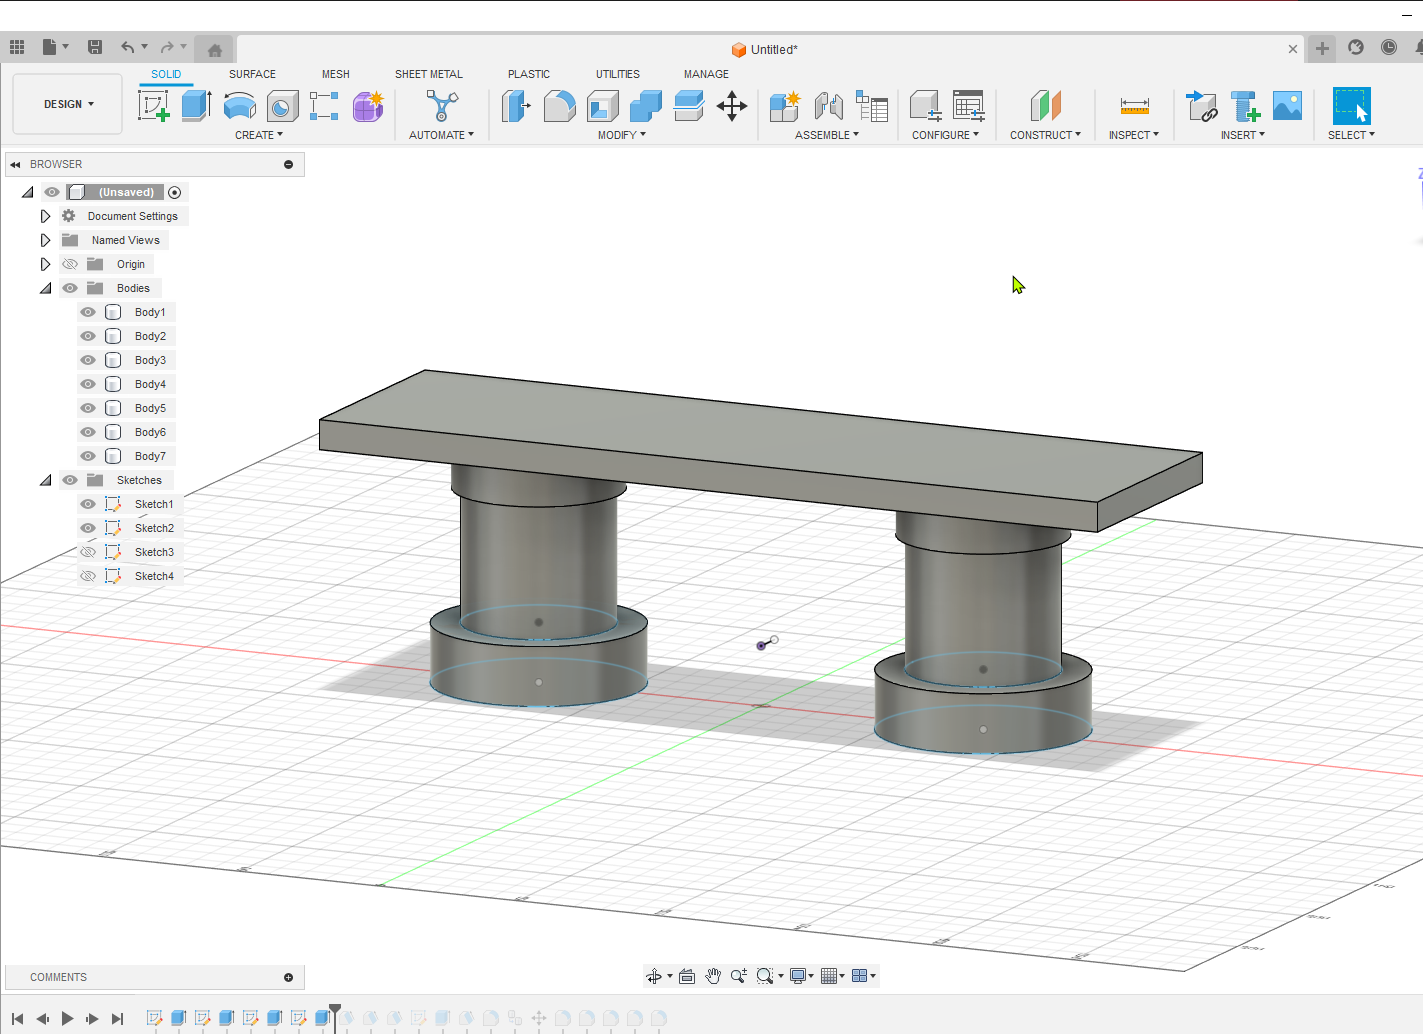 Untitled*
SOLID SURFACE MESH SHEET METAL PLASTIC UTILITIES MANAGE
DESIGN
CREATE AUTOMATE MODIFY ASSEMBLE CONFIGURE CONSTRUCT INSPECT INSERT SELECT
BROWSER
(Unsaved)
Document Settings
Named Views
Origin
Bodies
Body1
Body2
Body3
Body4
Body5
Body6
Body7
Sketches
Sketch1
Sketch2
Sketch3
Sketch4
Z
COMMENTS